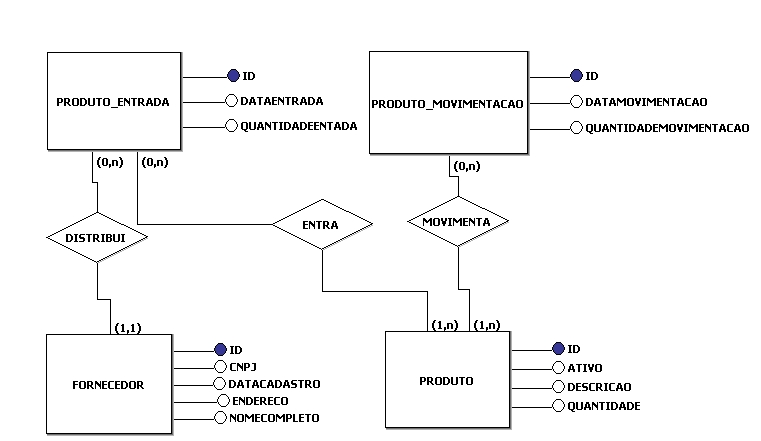 PRODUTO_ENTRADA
ID
DATAENTRADA
QUANTIDADEENTADA
PRODUTO_MOVIMENTACAO
ID
DATAMOVIMENTACAO
QUANTIDADEMOVIMENTACAO
(0,n)
(0,n)
(0,n)
DISTRIBUI
ENTRA
MOVIMENTA
(1,1)
(1,n)
(1,n)
FORNECEDOR
ID
CNPJ
DATACADASTRO
ENDERECO
NOMECOMPLETO
PRODUTO
ID
ATIVO
DESCRICAO
QUANTIDADE